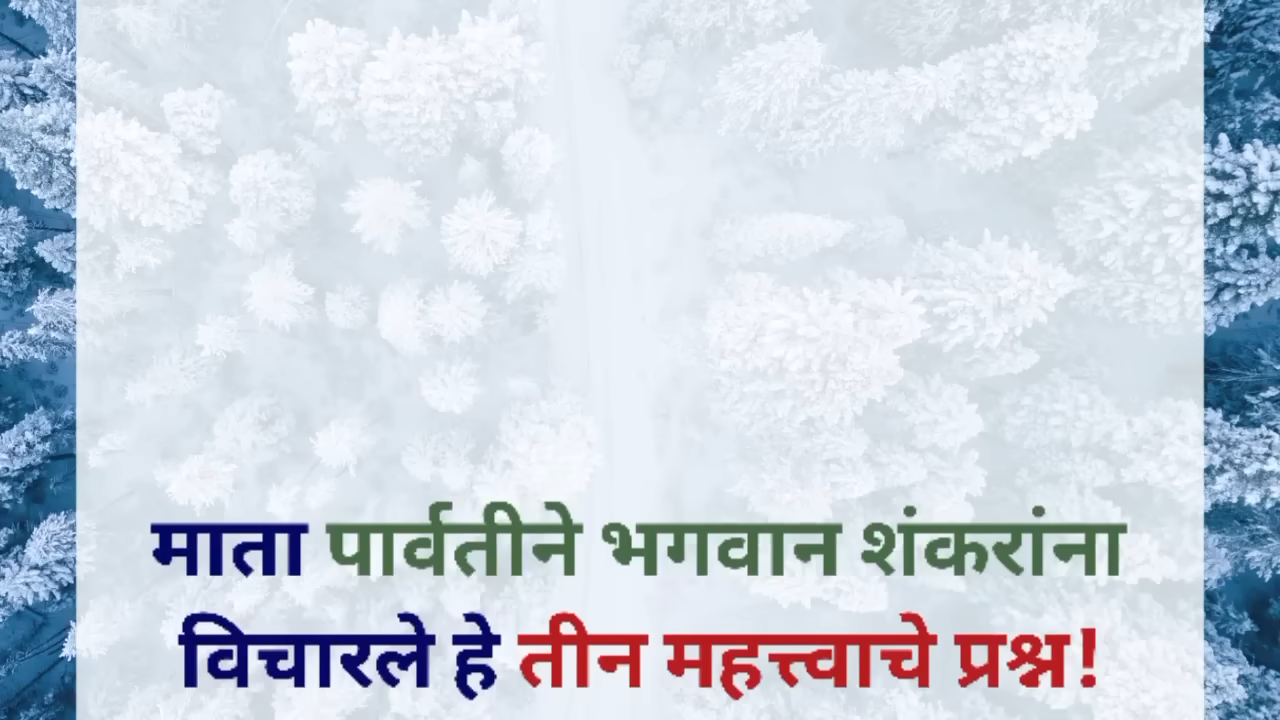 माता पार्वतीने भगवान शंकरांना
विचारले हे तीन महत्त्वाचे प्रश्न!